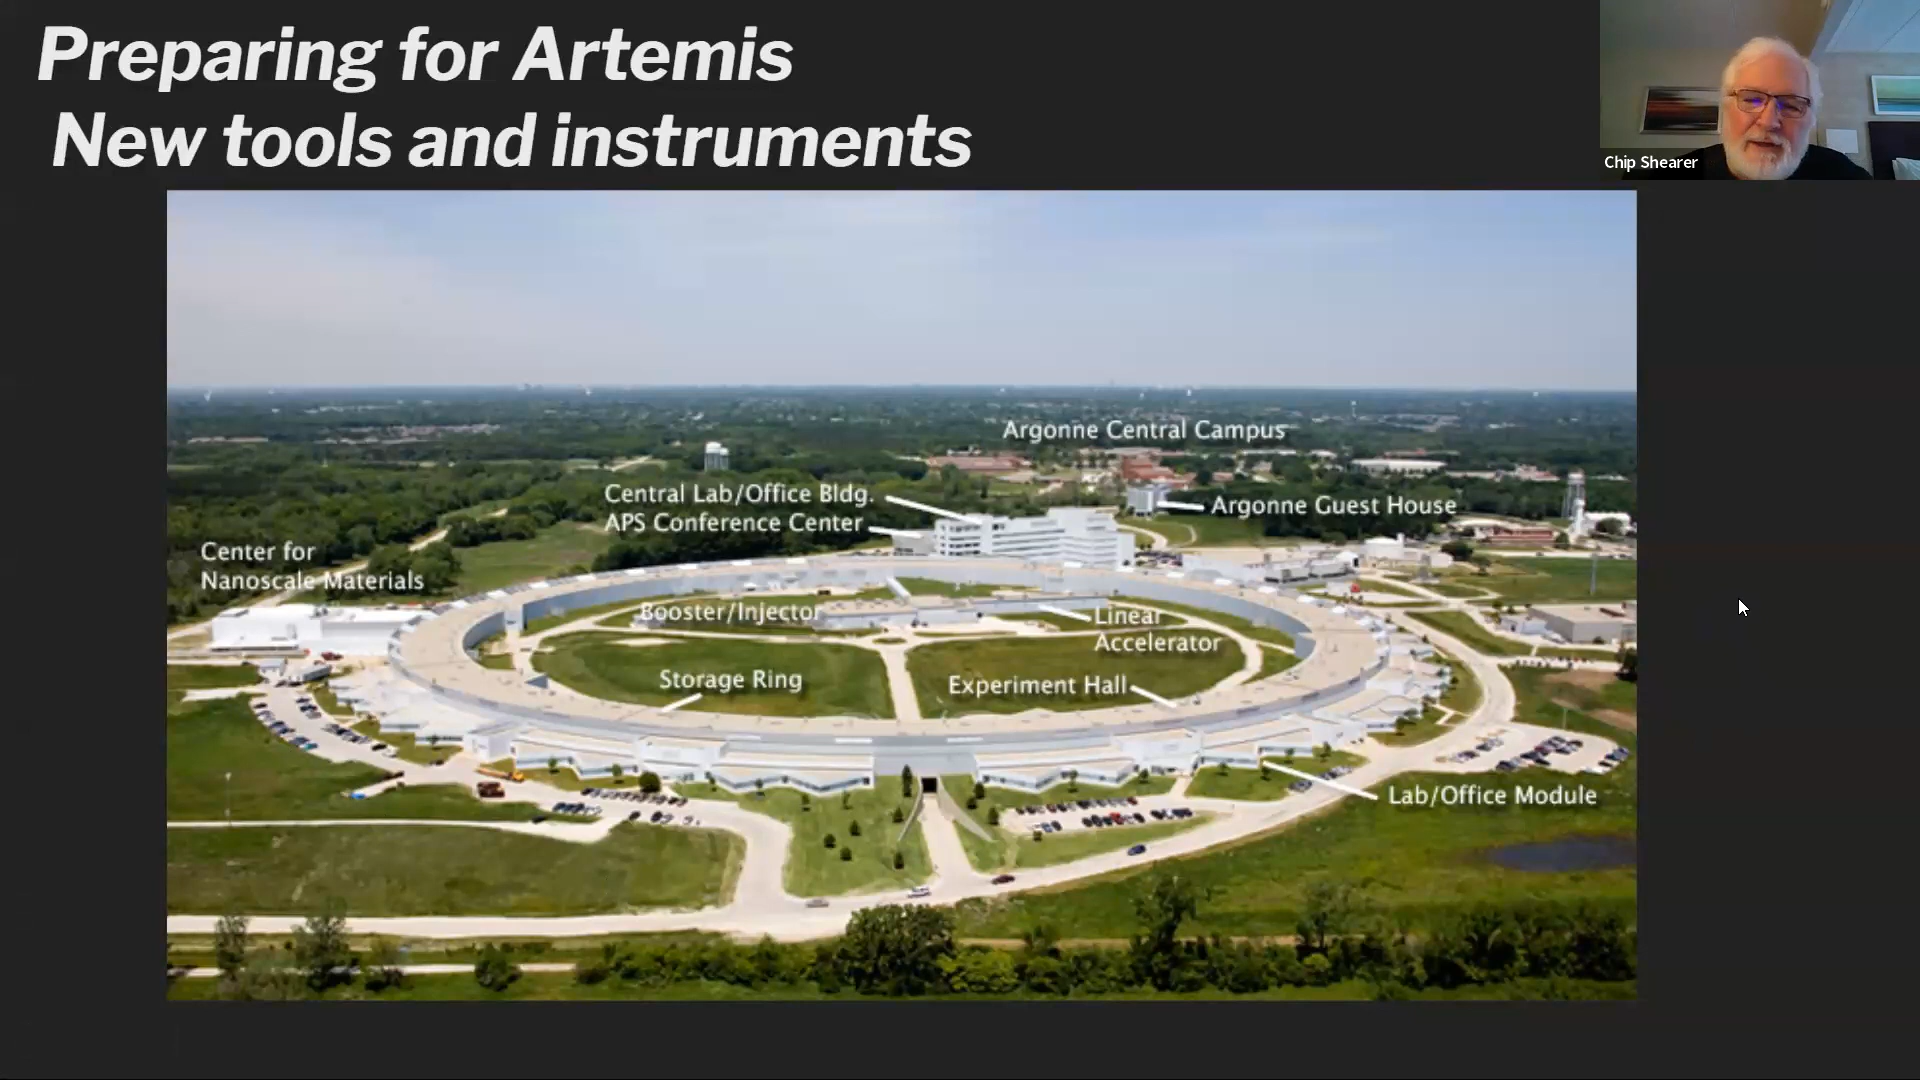 Preparing for Artemis
New tools and instruments
Chip Shearer
Argonne Central Campus
Central Lab/Office Bldg.
APS Conference Center
Argonne Guest House
Center for
Nanoscale Materials
Booster/Injector
Linear
Accelerator
Storage Ring
Experiment Hall
Lab/Office Module